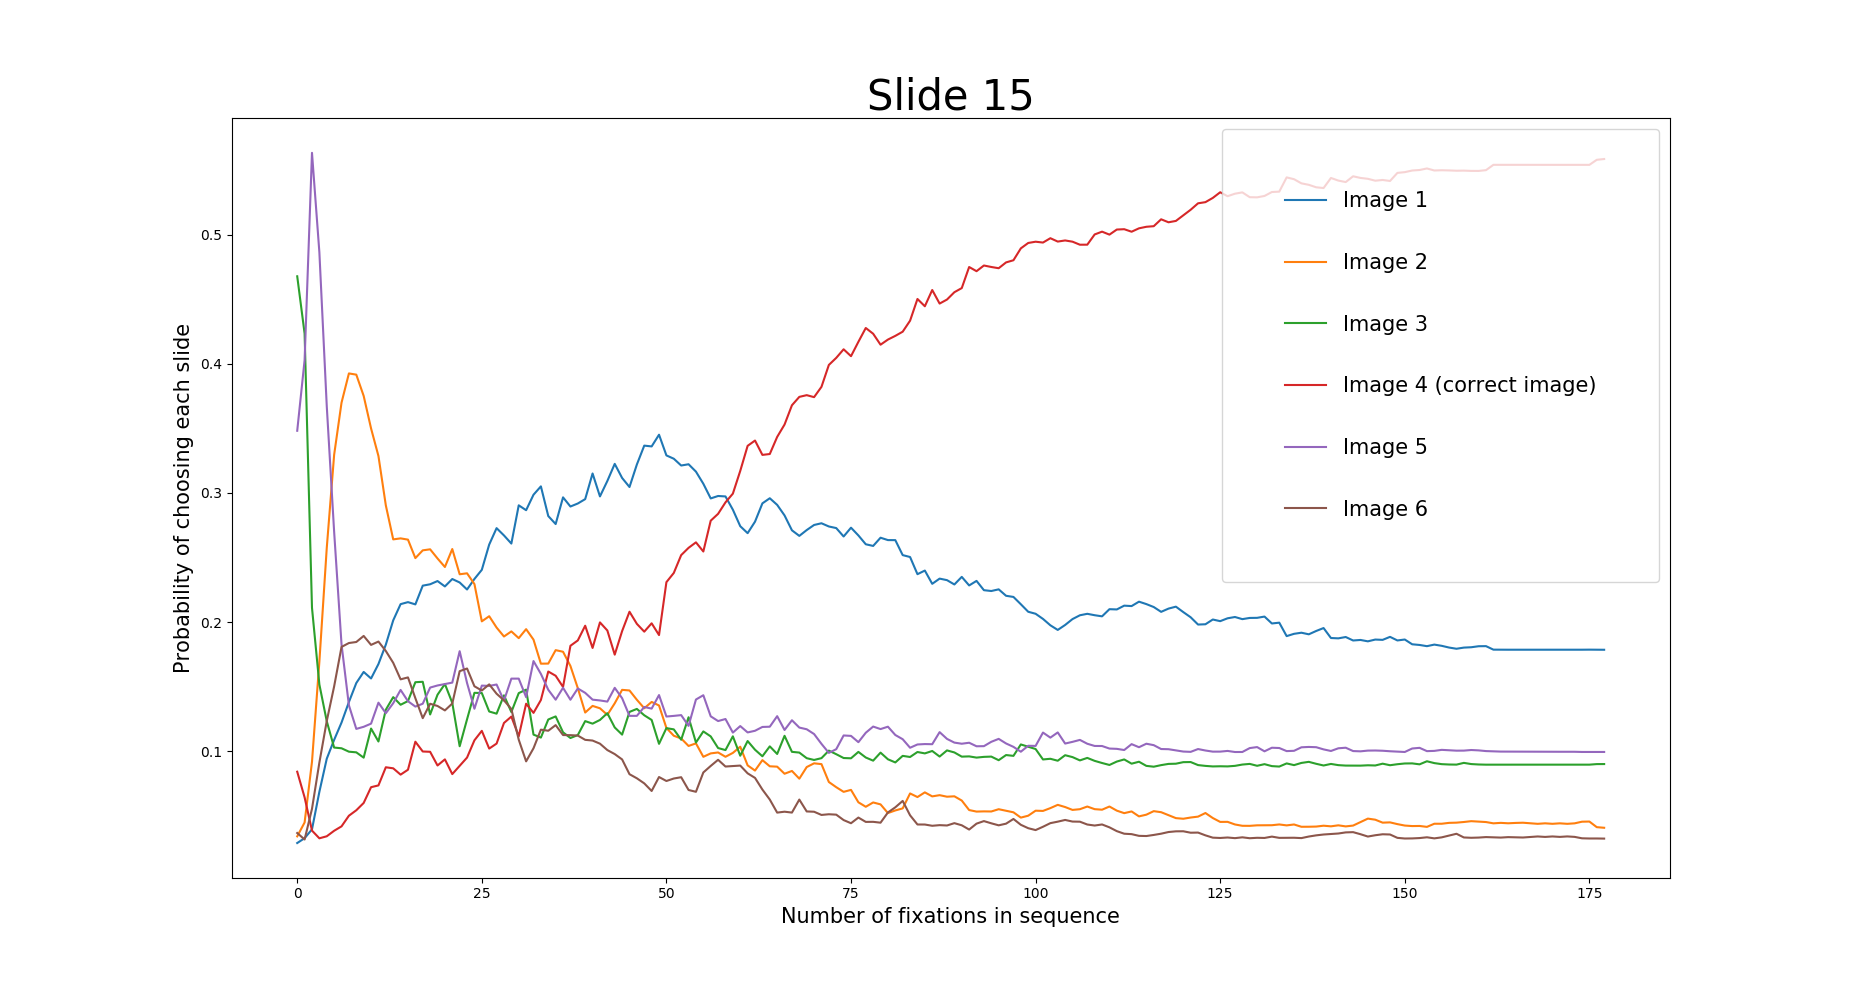 Slide 15
Probability of choosing each slide
0.5
0.4
0.3
0.2
0.1
0 25 50 75 100 125 150 175
Number of fixations in sequence
Image 1
Image 2
Image 3
Image 4 (correct image)
Image 5
Image 6